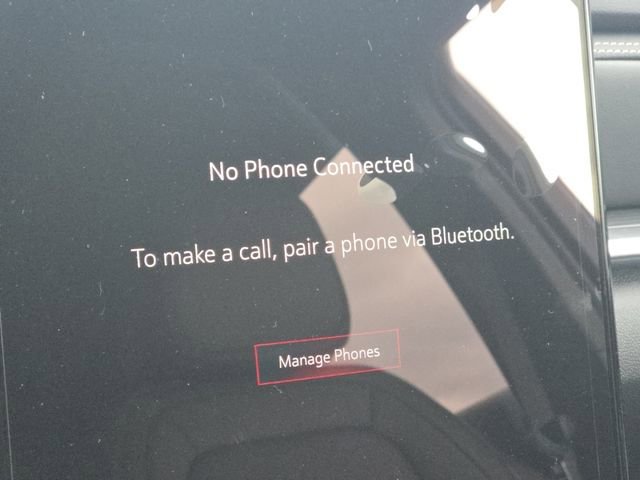 No Phone Connected
To make a call, pair a phone via Bluetooth.
Manage Phones